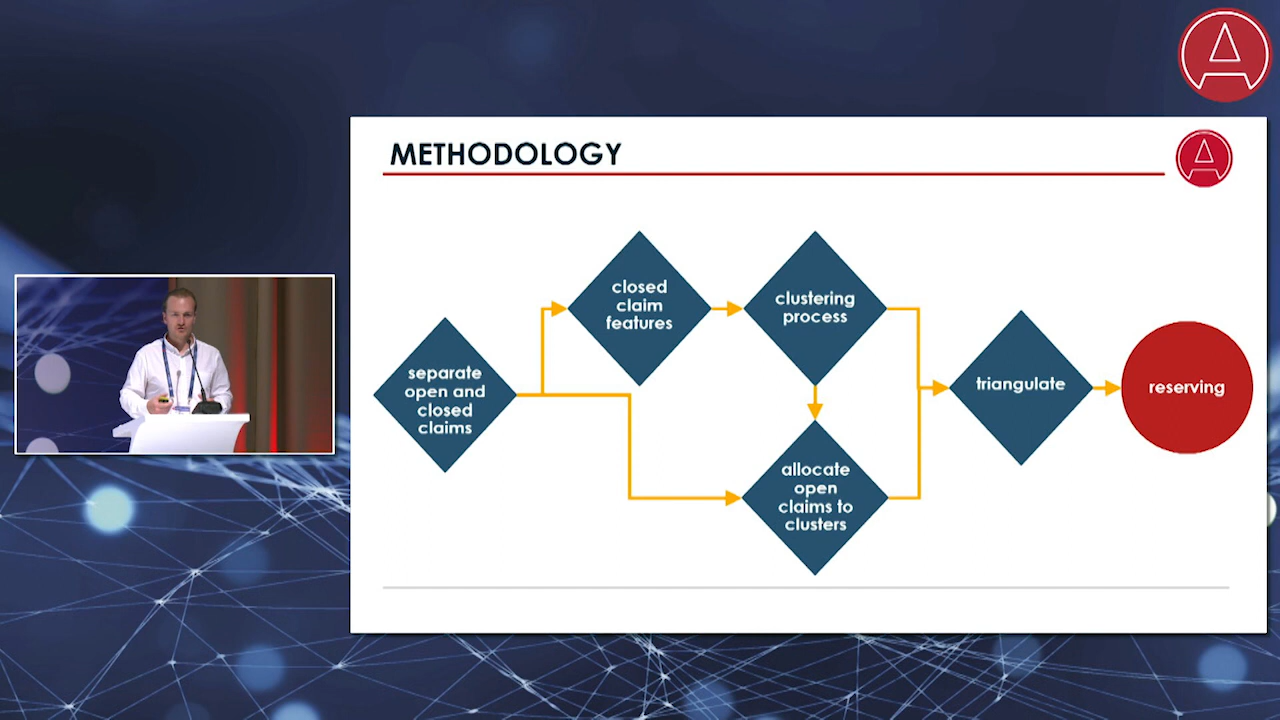 METHODOLOGY
separate
open and
closed
claims
closed
claim
features
clustering
process
allocate
open
claims to
clusters
triangulate
reserving